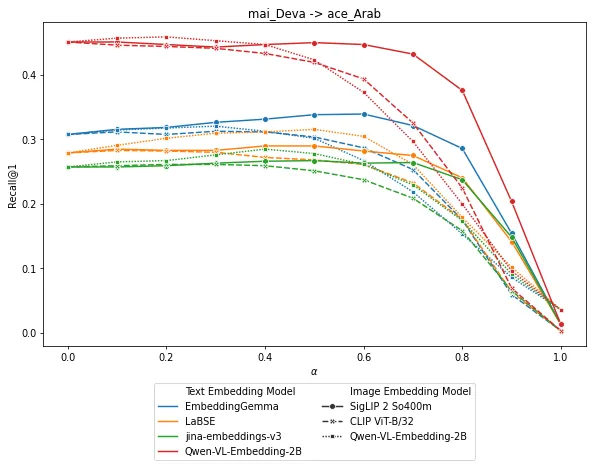 mai_Deva -> ace_Arab
Recall@1
0.4
0.3
0.2
0.1
0.0
0.0 0.2 0.4 0.6 0.8 1.0
α
Text Embedding Model
EmbeddingGemma
LaBSE
jina-embeddings-v3
Qwen-VL-Embedding-2B
Image Embedding Model
SigLIP 2 So400m
CLIP ViT-B/32
Qwen-VL-Embedding-2B